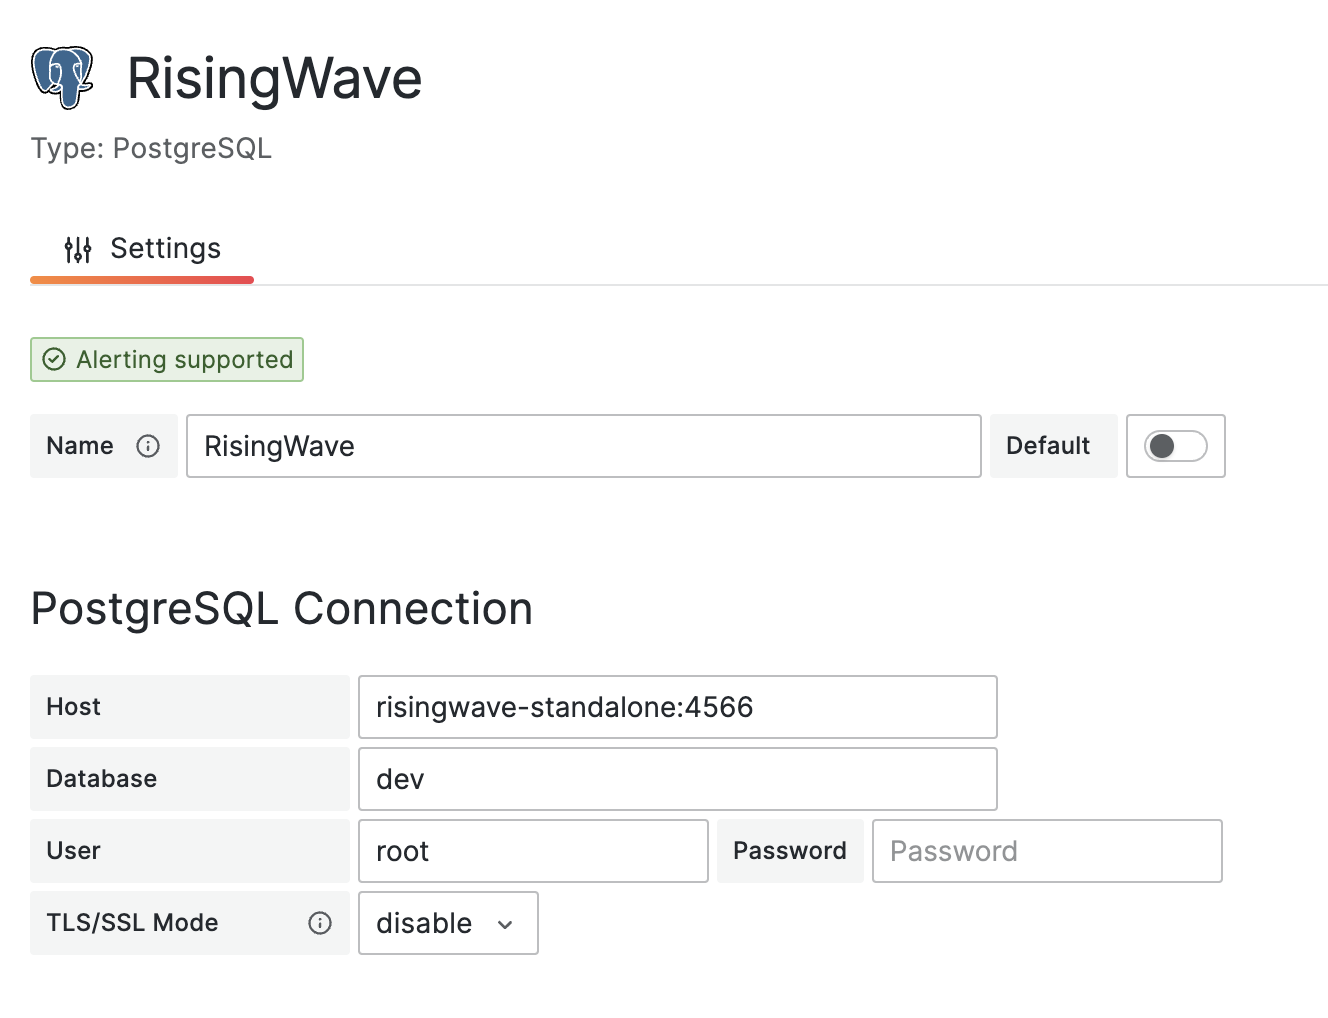 RisingWave
Type: PostgreSQL
Settings
Alerting supported
Name RisingWave Default
PostgreSQL Connection
Host risingwave-standalone:4566
Database dev
User root Password Password
TLS/SSL Mode disable